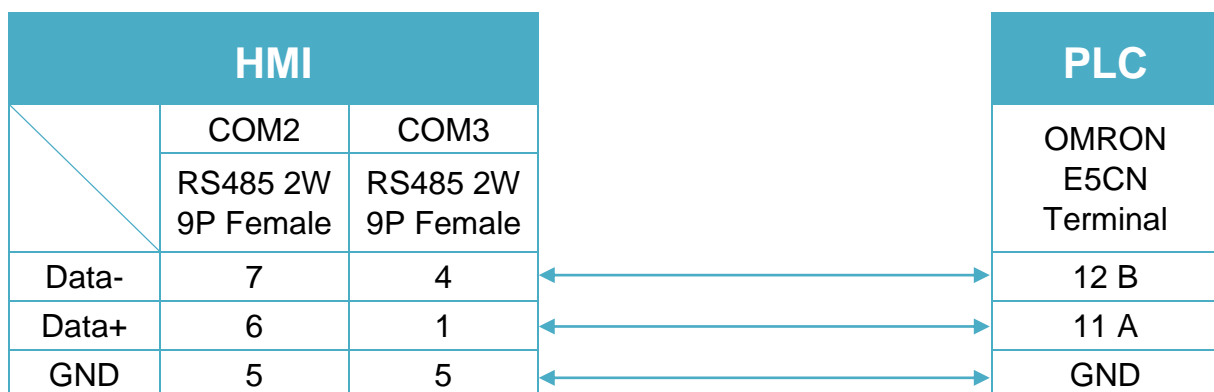 HMI PLC
COM2 COM3 OMRON
E5CN
Terminal
RS485 2W
9P Female
RS485 2W
9P Female
Data- 7 4 12 B
Data+ 6 1 11 A
GND 5 5 GND